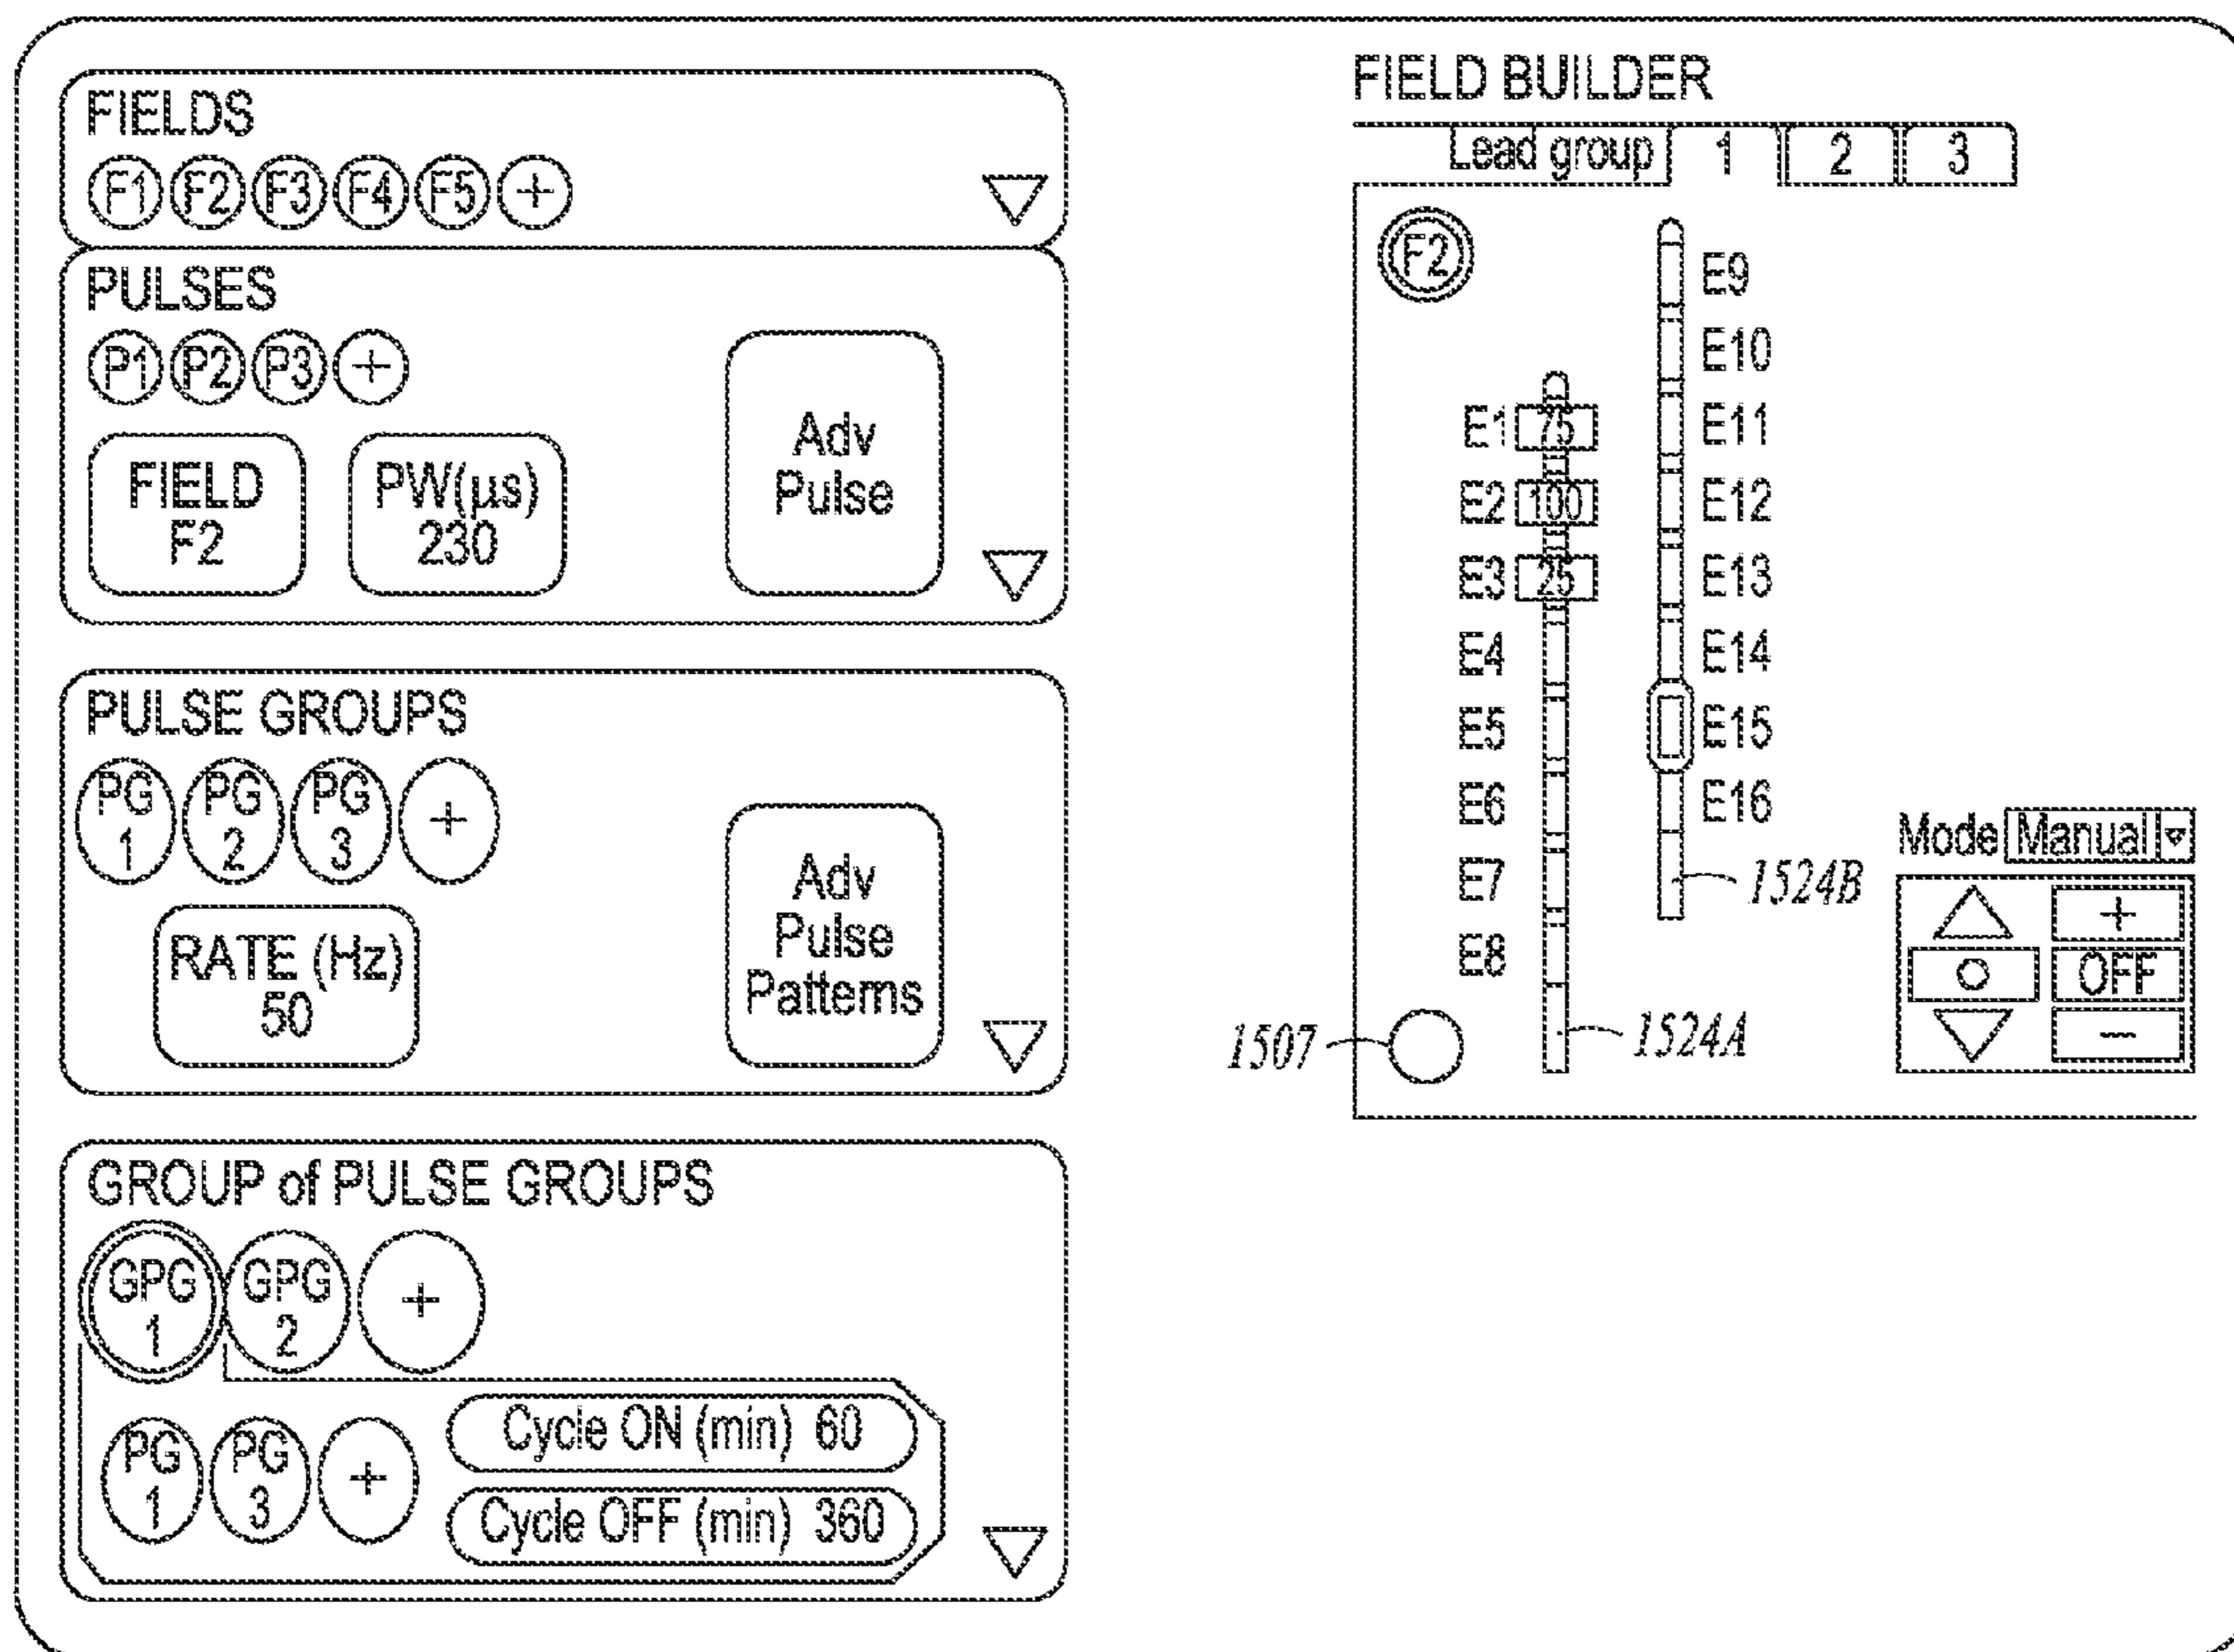 FIELDS
F1 F2 F3 F4 F5 +
PULSES
P1 P2 P3 +
FIELD
F2
PW(µs)
230
Adv
Pulse
PULSE GROUPS
PG
1
PG
2
PG
3
+
RATE (Hz)
50
Adv
Pulse
Patterns
GROUP of PULSE GROUPS
GPG
1
GPG
2
+
PG
1
PG
3
+
Cycle ON (min) 60
Cycle OFF (min) 360
FIELD BUILDER
Lead group 1 2 3
F2
E1 75
E2 100
E3 25
E4
E5
E6
E7
E8
E9
E10
E11
E12
E13
E14
E15
E16
1524B
1524A
1507
Mode Manual
+
OFF
−